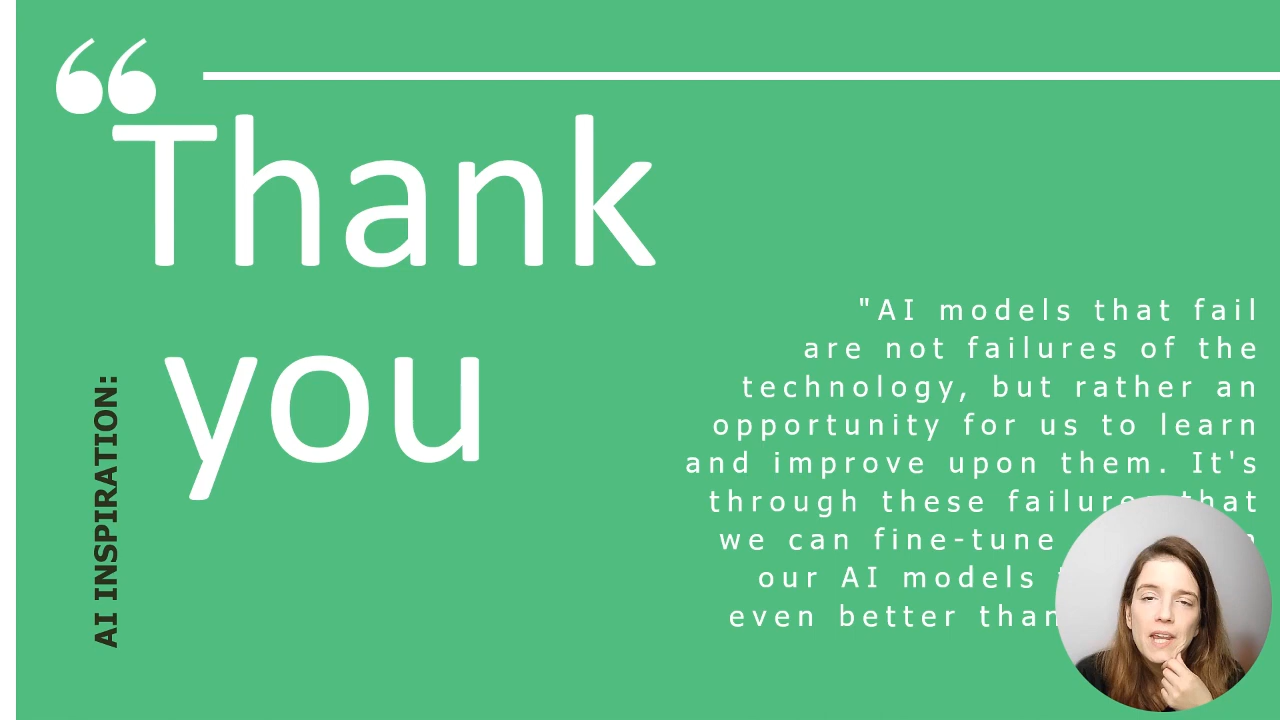 “
Thank
you
AI INSPIRATION:
"AI models that fail
are not failures of the
technology, but rather an
opportunity for us to learn
and improve upon them. It's
through these failures that
we can fine-tune
our AI models
even better than